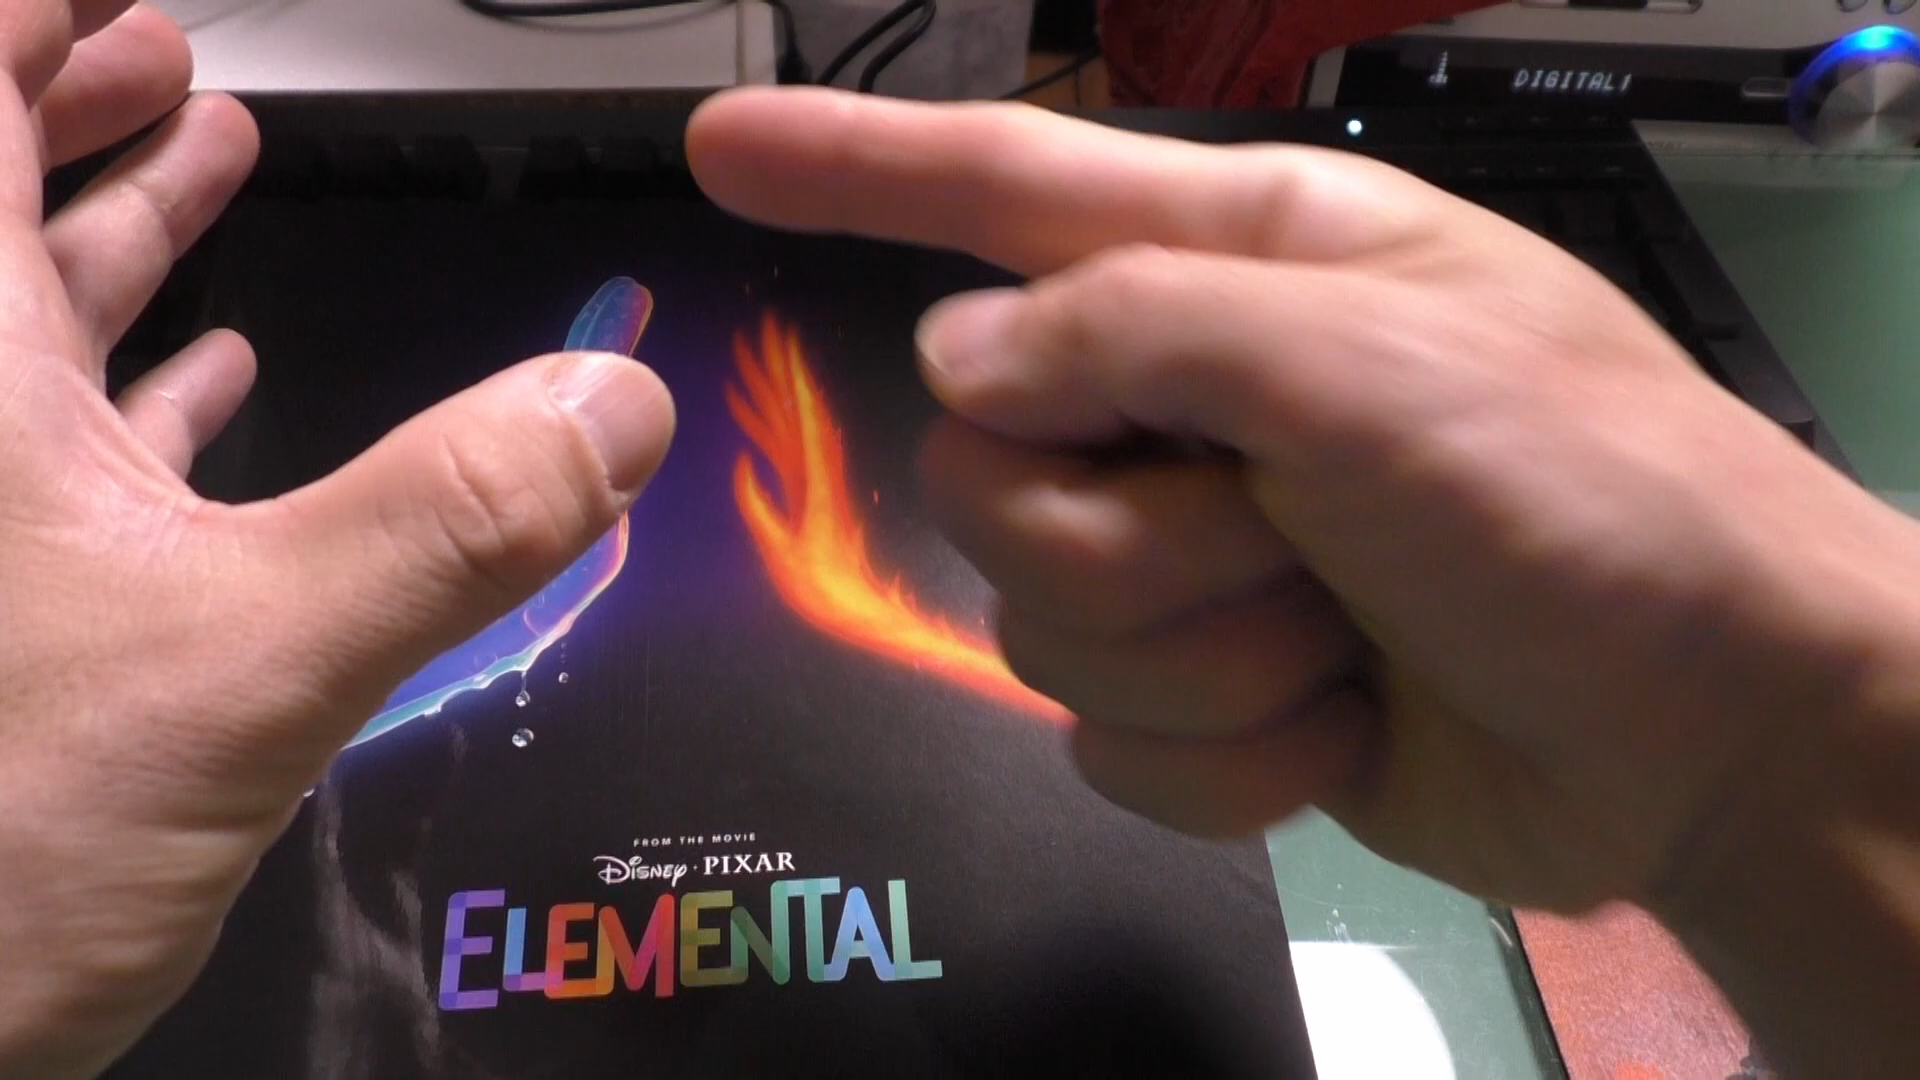 DIGITAL1
FROM THE MOVIE
Disney · PIXAR
ELEMENTAL